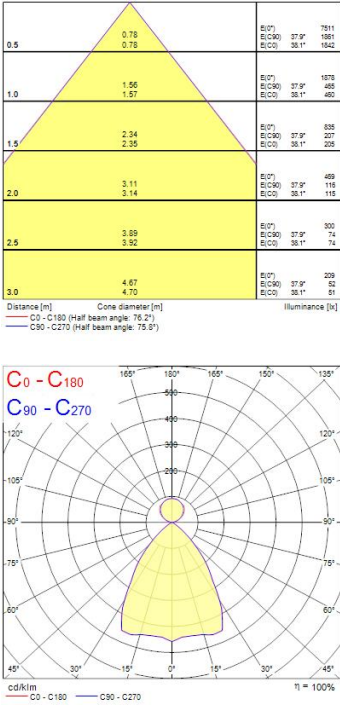 0.5 0.78 0.78 E(0°) 7511 E(C90) 37.9° 1861 E(C0) 38.1° 1842
1.0 1.56 1.57 E(0°) 1878 E(C90) 37.9° 465 E(C0) 38.1° 460
1.5 2.34 2.35 E(0°) 835 E(C90) 37.9° 207 E(C0) 38.1° 205
2.0 3.11 3.14 E(0°) 469 E(C90) 37.9° 116 E(C0) 38.1° 115
2.5 3.89 3.92 E(0°) 300 E(C90) 37.9° 74 E(C0) 38.1° 74
3.0 4.67 4.70 E(0°) 209 E(C90) 37.9° 52 E(C0) 38.1° 51
Distance [m] Cone diameter [m] Illuminance [lx]
C0 - C180 (Half beam angle: 76.2°)
C90 - C270 (Half beam angle: 75.8°)
C0 - C180
C90 - C270
165° 180° 165° 150° 135°
500
400
300
200
120° 120°
105° 105°
90° 90°
75° 75°
60° 60°
45° 30° 15° 0° 15° 30° 45°
cd/klm η = 100%
C0 - C180 C90 - C270